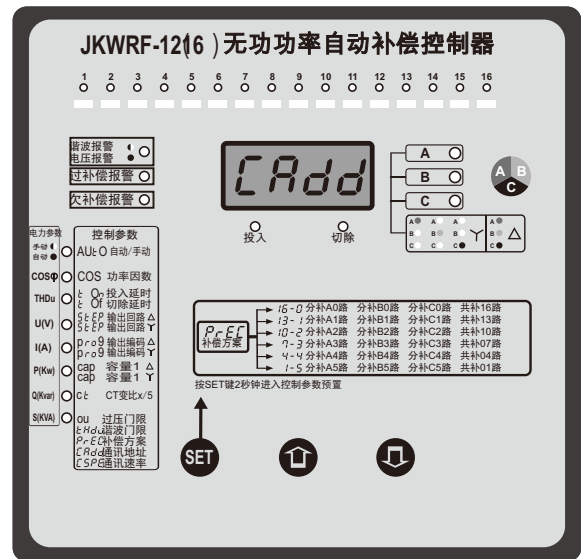 JKWRF-12(16)无功功率自动补偿控制器
1 2 3 4 5 6 7 8 9 10 11 12 13 14 15 16
谐波报警
电压报警
过补偿报警
欠补偿报警
CAdd
投入 切除
A
B
C
A B C
A A A A
B B B B
C C C C
电力参数
手动
自动
COSφ
THDu
U(V)
I(A)
P(Kw)
Q(Kvar)
S(KVA)
控制参数
AUtO 自动/手动
COS 功率因数
t On 投入延时
t Of 切除延时
StEP 输出回路 △
StEP 输出回路 Y
pro9 输出编码 △
pro9 输出编码 Y
cap 容量1 △
cap 容量1 Y
ct CT变比x/5
ou 过压门限
tHdu谐波门限
PrEC补偿方案
CAdd通讯地址
CSPE通讯速率
PrEC
补偿方案
16-0 分补A0路 分补B0路 分补C0路 共补16路
13-1 分补A1路 分补B1路 分补C1路 共补13路
10-2 分补A2路 分补B2路 分补C2路 共补10路
7-3 分补A3路 分补B3路 分补C3路 共补07路
4-4 分补A4路 分补B4路 分补C4路 共补04路
1-5 分补A5路 分补B5路 分补C5路 共补01路
按SET键2秒钟进入控制参数预置
SET